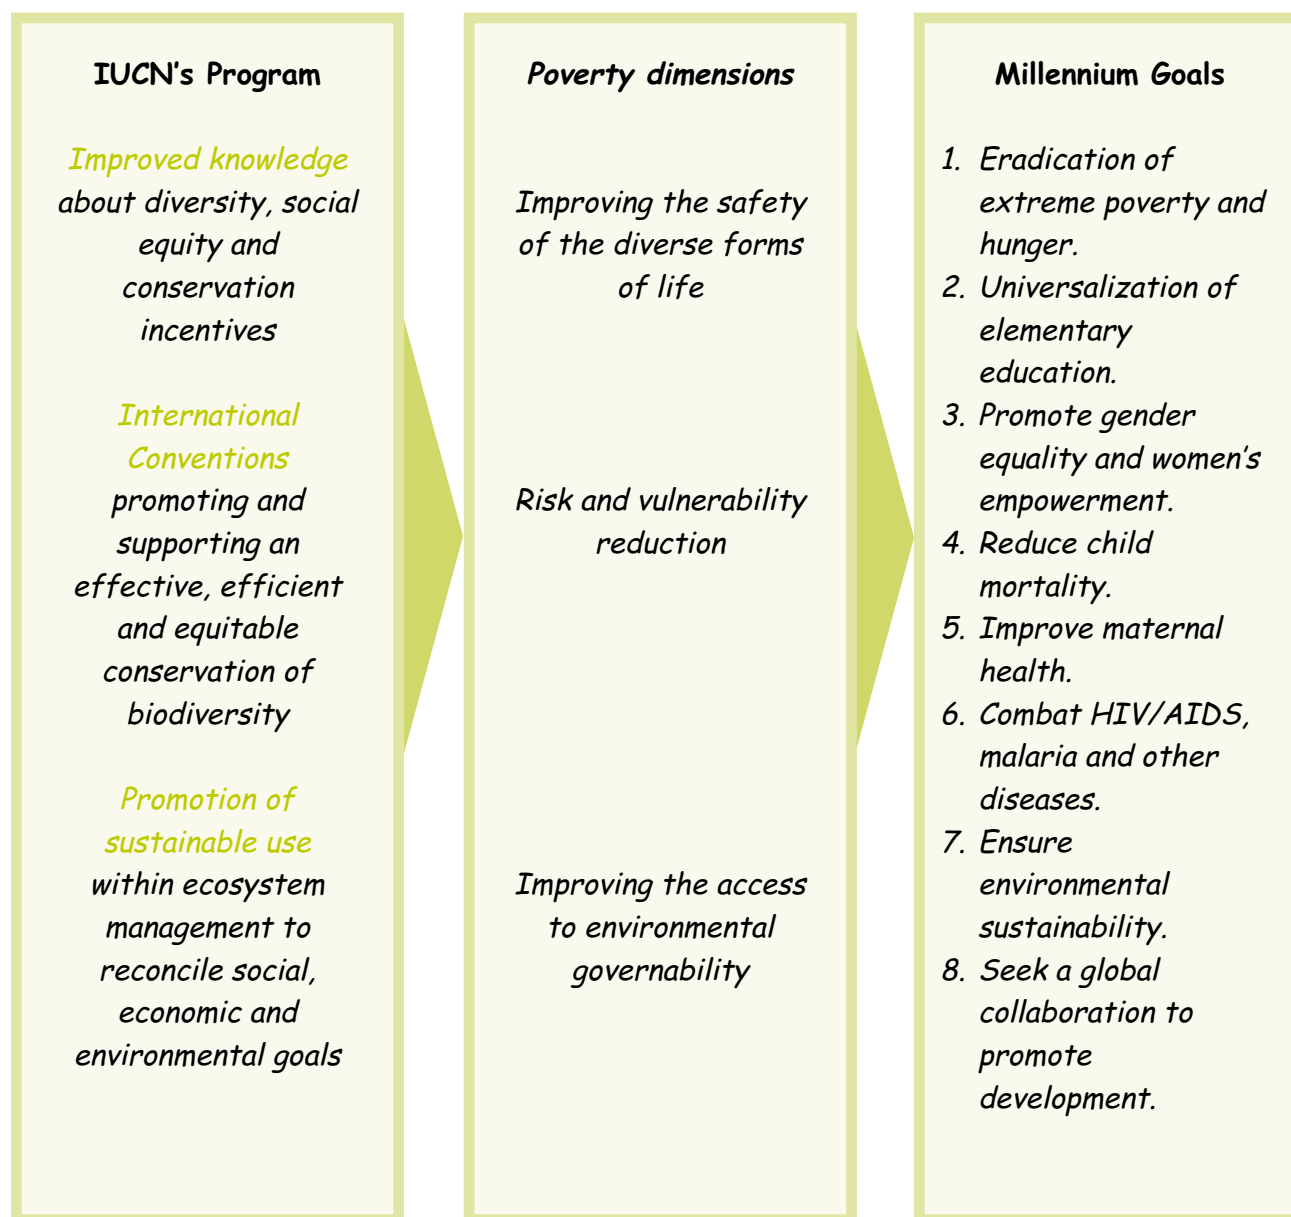 IUCN's Program
Improved knowledge
about diversity, social
equity and
conservation
incentives
International
Conventions
promoting and
supporting an
effective, efficient
and equitable
conservation of
biodiversity
Promotion of
sustainable use
within ecosystem
management to
reconcile social,
economic and
environmental goals
Poverty dimensions
Improving the safety
of the diverse forms
of life
Risk and vulnerability
reduction
Improving the access
to environmental
governability
Millennium Goals
1. Eradication of
extreme poverty and
hunger.
2. Universalization of
elementary
education.
3. Promote gender
equality and women's
empowerment.
4. Reduce child
mortality.
5. Improve maternal
health.
6. Combat HIV/AIDS,
malaria and other
diseases.
7. Ensure
environmental
sustainability.
8. Seek a global
collaboration to
promote
development.